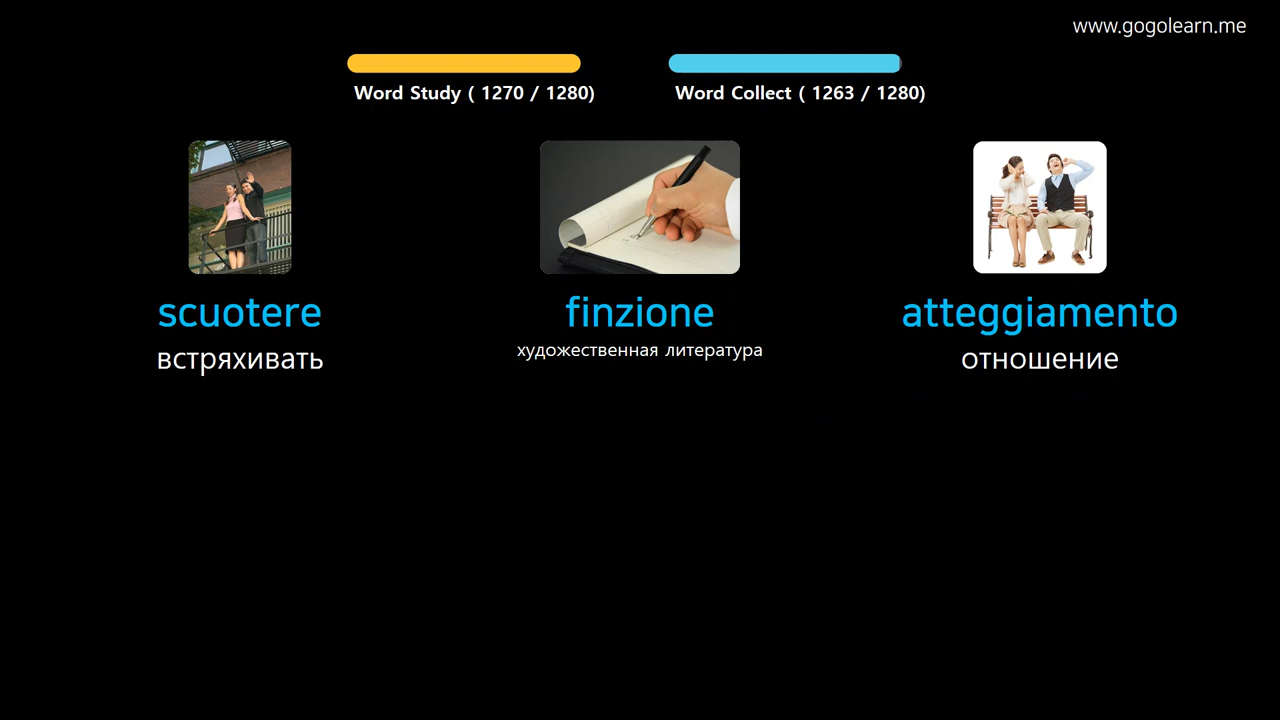 www.gogolearn.me
Word Study ( 1270 / 1280)
Word Collect ( 1263 / 1280)
scuotere
встряхивать
finzione
художественная литература
atteggiamento
отношение